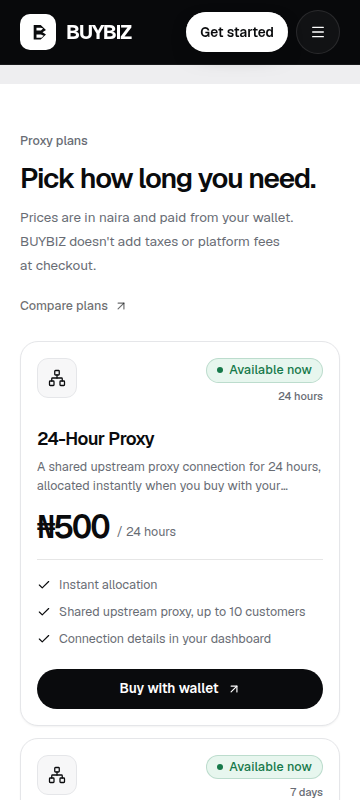 BUYBIZ
Get started
Proxy plans
Pick how long you need.
Prices are in naira and paid from your wallet.
BUYBIZ doesn't add taxes or platform fees
at checkout.
Compare plans
Available now
24 hours
24-Hour Proxy
A shared upstream proxy connection for 24 hours,
allocated instantly when you buy with your…
₦500 / 24 hours
Instant allocation
Shared upstream proxy, up to 10 customers
Connection details in your dashboard
Buy with wallet
Available now
7 days